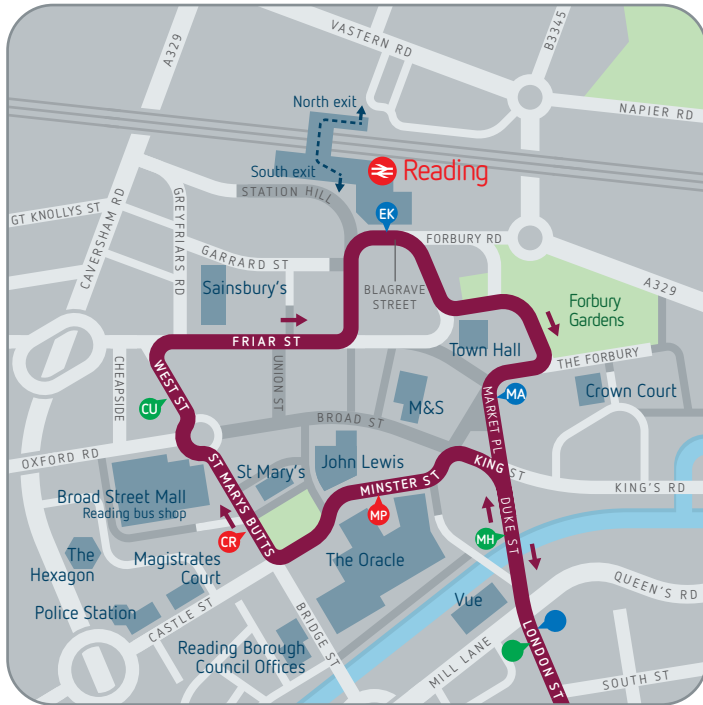 A329
VASTERN RD
B3345
NAPIER RD
North exit
South exit
Reading
STATION HILL
GT KNOLLYS ST
CAVERSHAM RD
GREYFRIARS RD
GARRARD ST
EK
FORBURY RD
BLAGRAVE
STREET
A329
Sainsbury's
Forbury
Gardens
FRIAR ST
Town Hall
THE FORBURY
CHEAPSIDE
WEST ST
UNION ST
M&S
MARKET PL
MA
Crown Court
CU
BROAD ST
OXFORD RD
ST MARYS BUTTS
St Mary's
John Lewis
KING ST
KING'S RD
Broad Street Mall
Reading bus shop
MINSTER ST
MP
DUKE ST
CR
MH
The
Hexagon
Magistrates
Court
The Oracle
QUEEN'S RD
Police Station
CASTLE ST
Vue
BRIDGE ST
Reading Borough
Council Offices
MILL LANE
LONDON ST
SOUTH ST